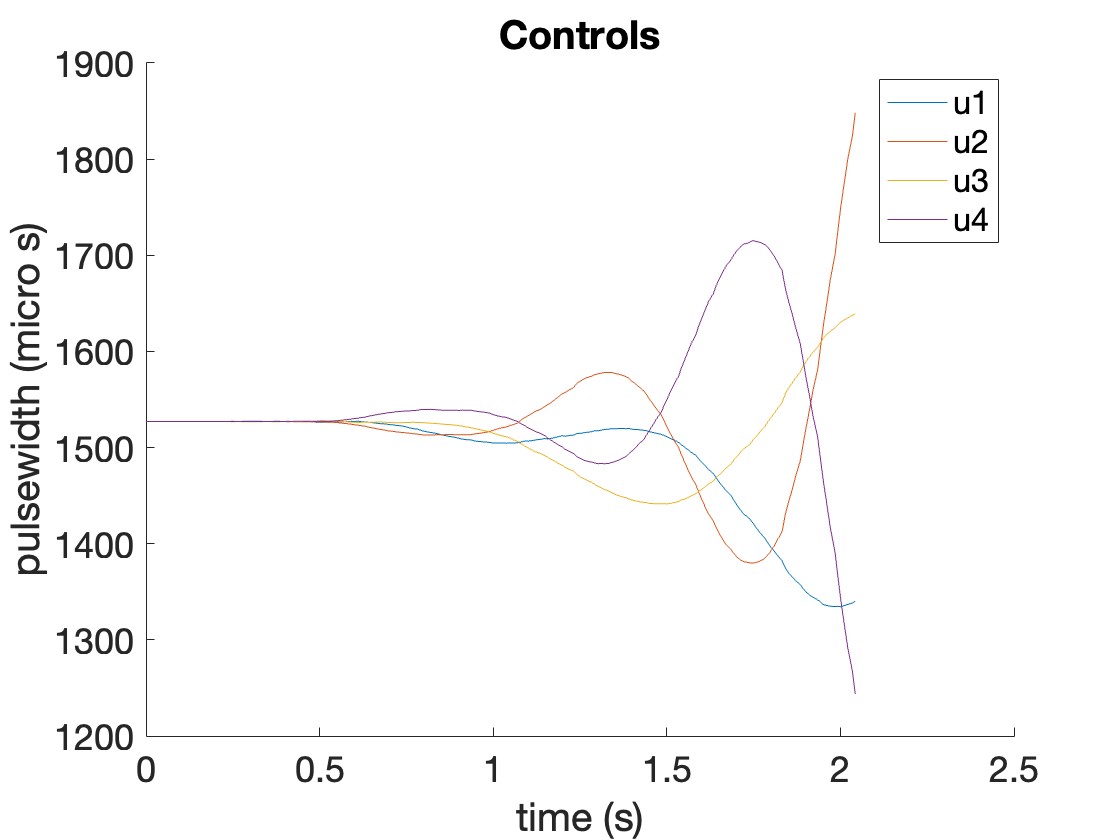 Controls
1900
1800
1700
1600
1500
1400
1300
1200
pulsewidth (micro s)
0 0.5 1 1.5 2 2.5
time (s)
u1
u2
u3
u4